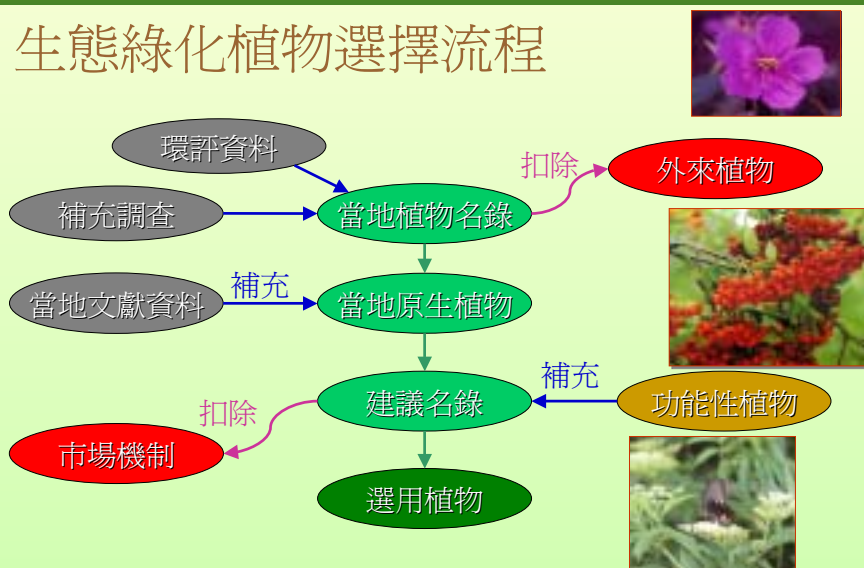 生態綠化植物選擇流程
環評資料
扣除
外來植物
補充調查
當地植物名錄
當地文獻資料
補充
當地原生植物
補充
扣除
建議名錄
功能性植物
市場機制
選用植物